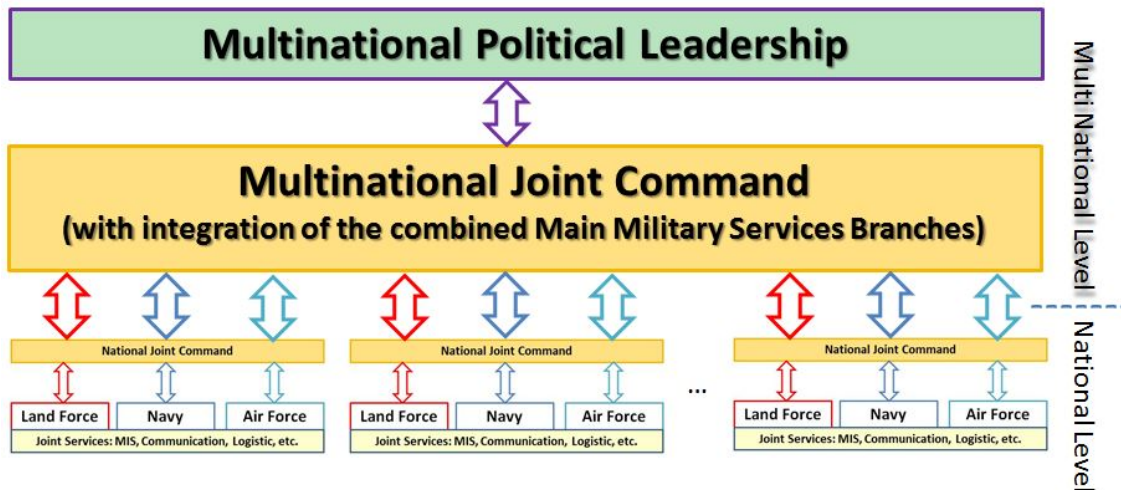 Multinational Political Leadership
Multinational Joint Command
(with integration of the combined Main Military Services Branches)
Multi National Level
National Joint Command
National Joint Command
National Joint Command
...
Land Force
Navy
Air Force
Land Force
Navy
Air Force
Land Force
Navy
Air Force
Joint Services: MIS, Communication, Logistic, etc.
Joint Services: MIS, Communication, Logistic, etc.
Joint Services: MIS, Communication, Logistic, etc.
National Level